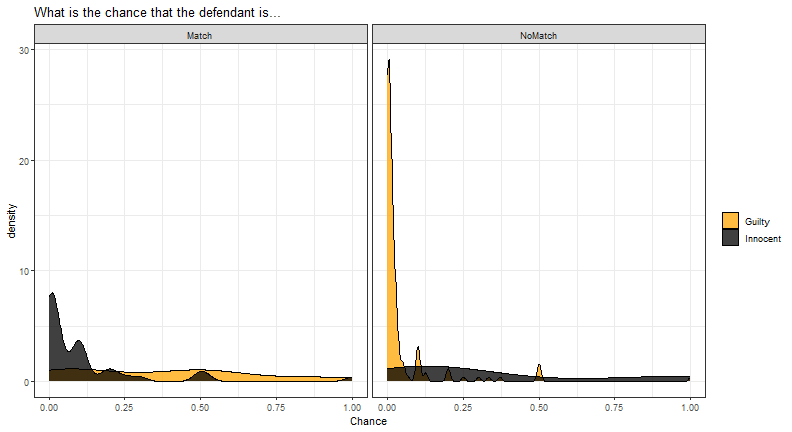 What is the chance that the defendant is...
Match
NoMatch
30
20
10
0
density
0.00
0.25
0.50
0.75
1.00
0.00
0.25
0.50
0.75
1.00
Chance
Guilty
Innocent